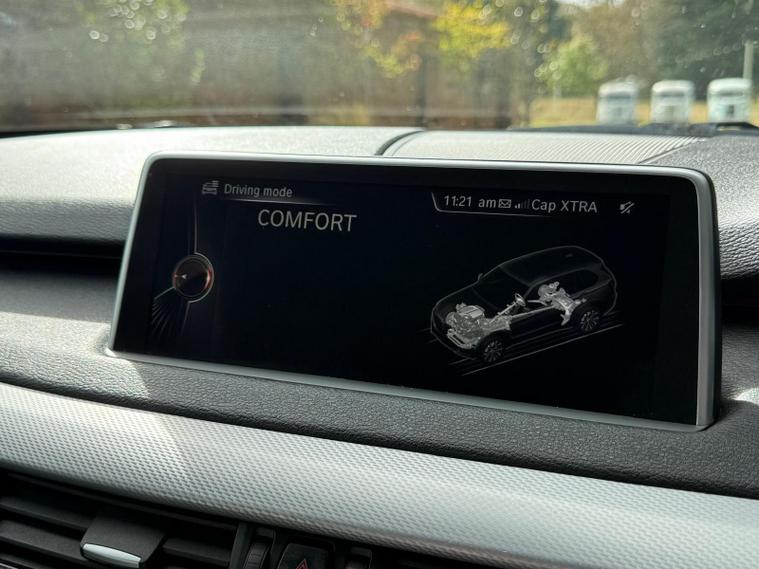 Driving mode
11:21 am Cap XTRA
COMFORT